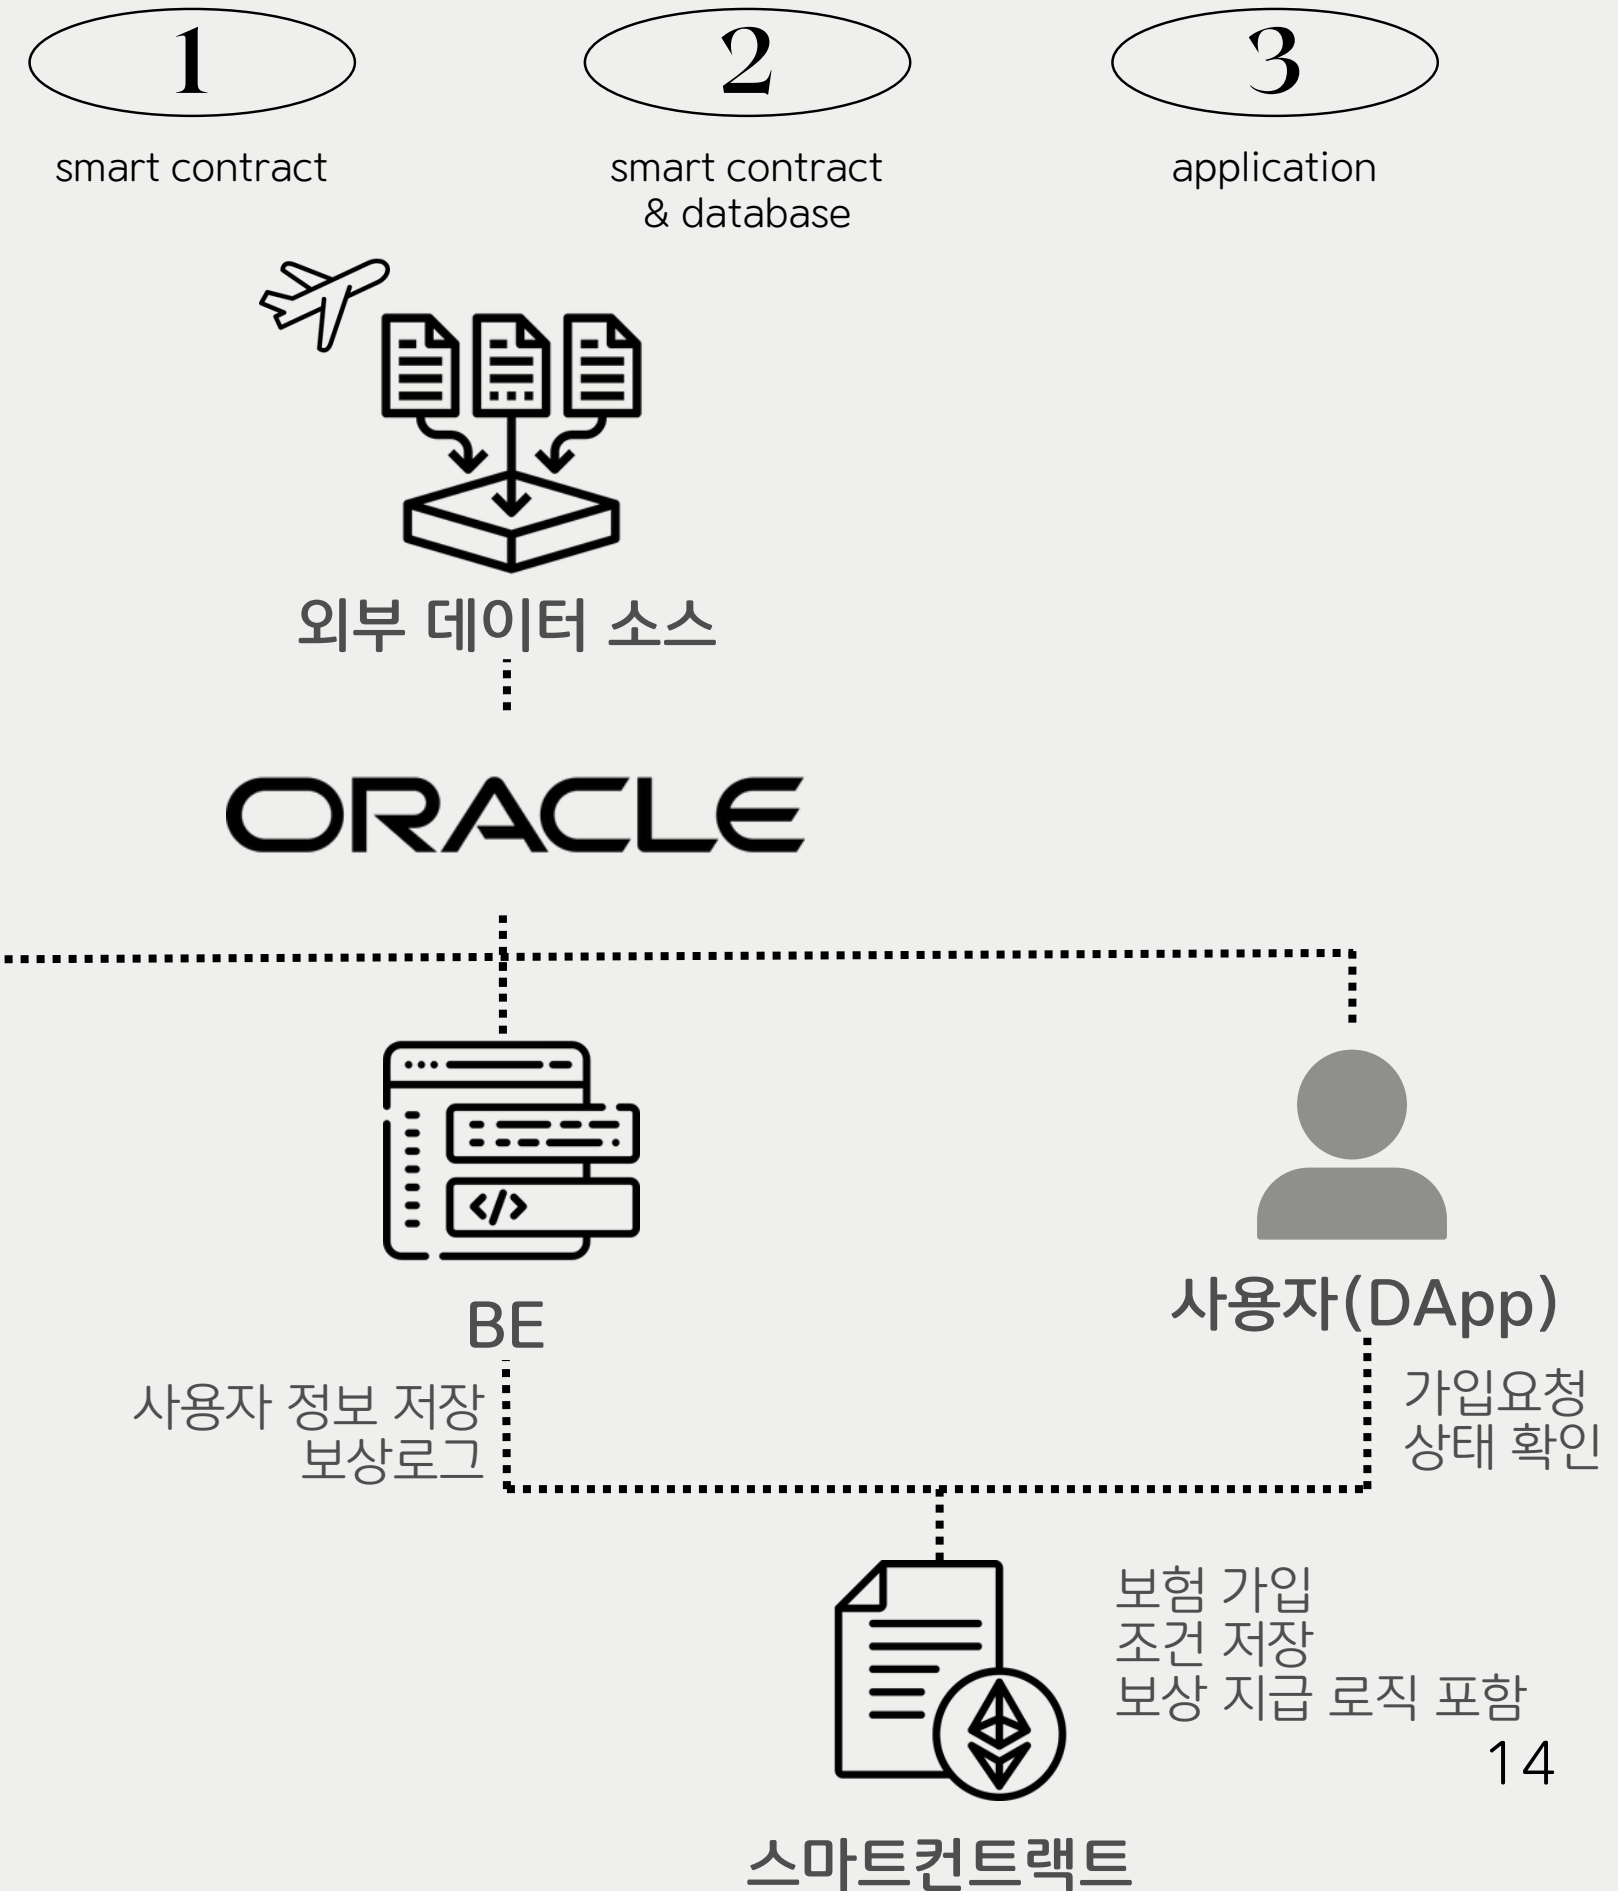 1
2
3
smart contract
smart contract
& database
application
외부 데이터 소스
ORACLE
</>
BE
사용자(DApp)
사용자 정보 저장
보상로그
가입요청
상태 확인
보험 가입
조건 저장
보상 지급 로직 포함
14
스마트컨트랙트